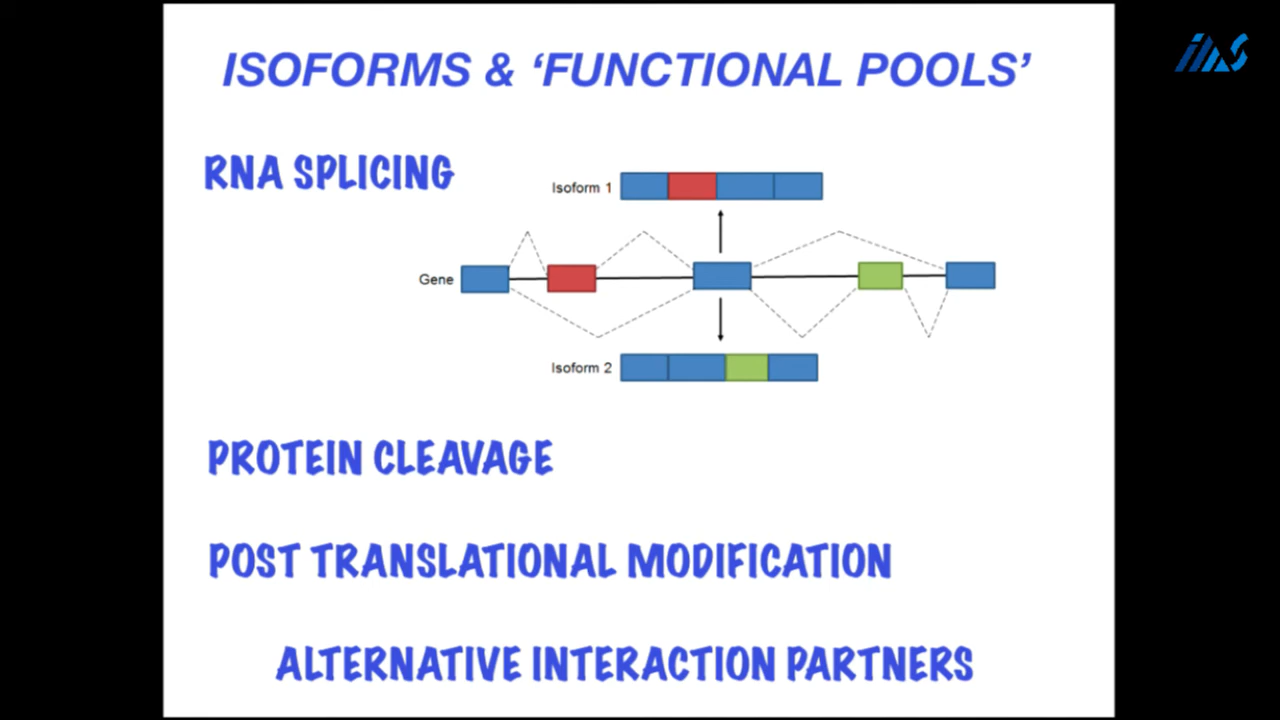 ISOFORMS & ‘FUNCTIONAL POOLS’
RNA SPLICING
Isoform 1
Gene
Isoform 2
PROTEIN CLEAVAGE
POST TRANSLATIONAL MODIFICATION
ALTERNATIVE INTERACTION PARTNERS